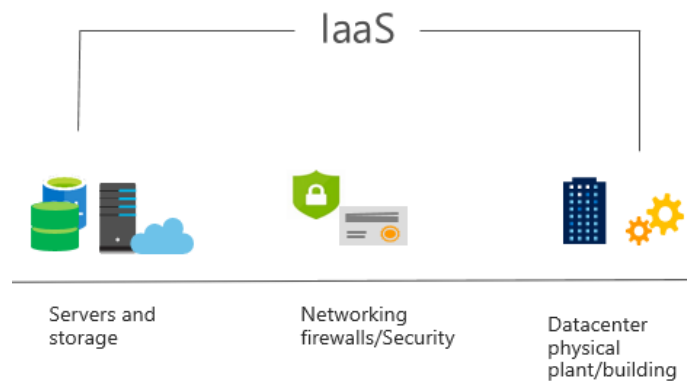 IaaS
Servers and
storage
Networking
firewalls/Security
Datacenter
physical
plant/building